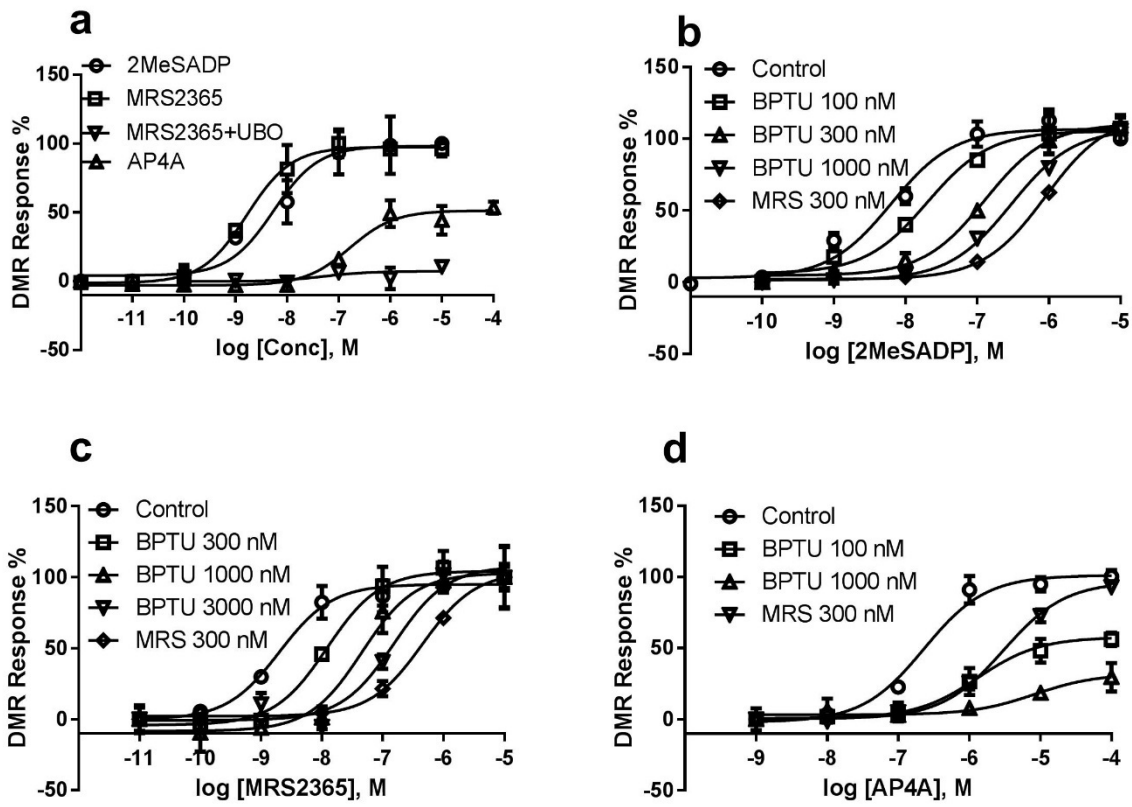 a
2MeSADP
MRS2365
MRS2365+UBO
AP4A
150
100
50
0
-50
DMR Response %
-11
-10
-9
-8
-7
-6
-5
-4
log [Conc], M
b
Control
BPTU 100 nM
BPTU 300 nM
BPTU 1000 nM
MRS 300 nM
150
100
50
0
-50
DMR Response %
-10
-9
-8
-7
-6
-5
log [2MeSADP], M
c
Control
BPTU 300 nM
BPTU 1000 nM
BPTU 3000 nM
MRS 300 nM
150
100
50
0
-50
DMR Response %
-11
-10
-9
-8
-7
-6
-5
log [MRS2365], M
d
Control
BPTU 100 nM
BPTU 1000 nM
MRS 300 nM
150
100
50
0
-50
DMR Response %
-9
-8
-7
-6
-5
-4
log [AP4A], M